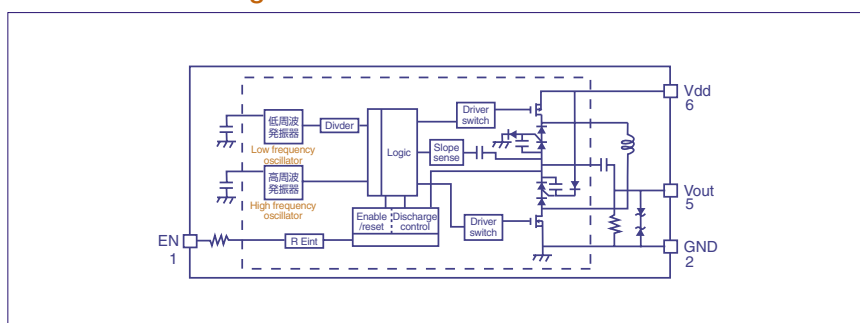 Vdd
6
低周波
発振器
Low frequency
oscillator
Divder
Logic
Driver
switch
Slope
sense
高周波
発振器
High frequency
oscillator
Enable
/reset
Discharge
control
Driver
switch
R Eint
EN
1
Vout
5
GND
2